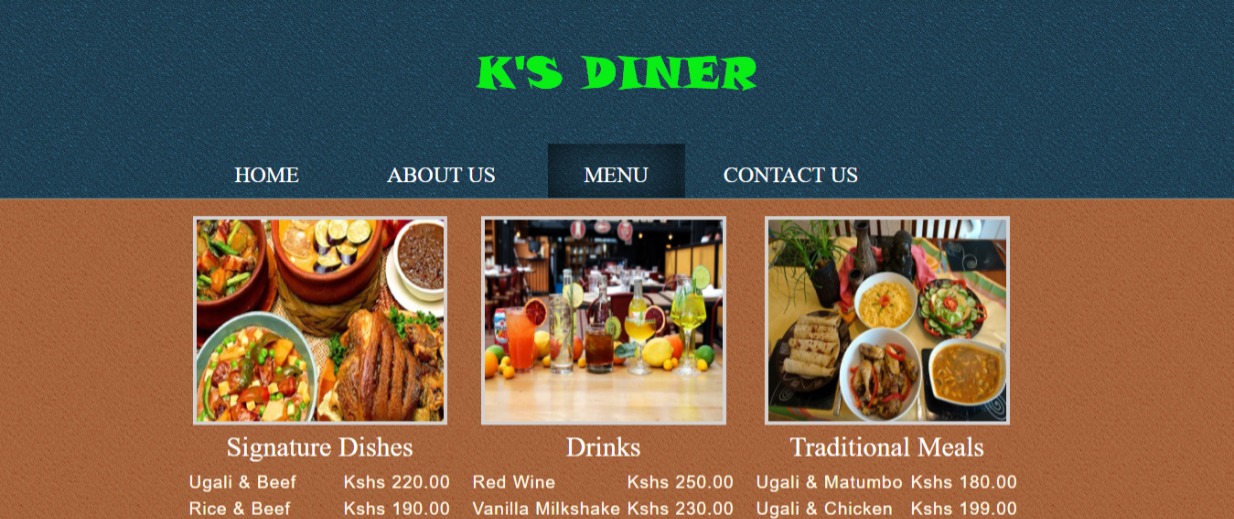 K'S DINER
HOME ABOUT US MENU CONTACT US
Signature Dishes Drinks Traditional Meals
Ugali & Beef Kshs 220.00 Red Wine Kshs 250.00 Ugali & Matumbo Kshs 180.00
Rice & Beef Kshs 190.00 Vanilla Milkshake Kshs 230.00 Ugali & Chicken Kshs 199.00